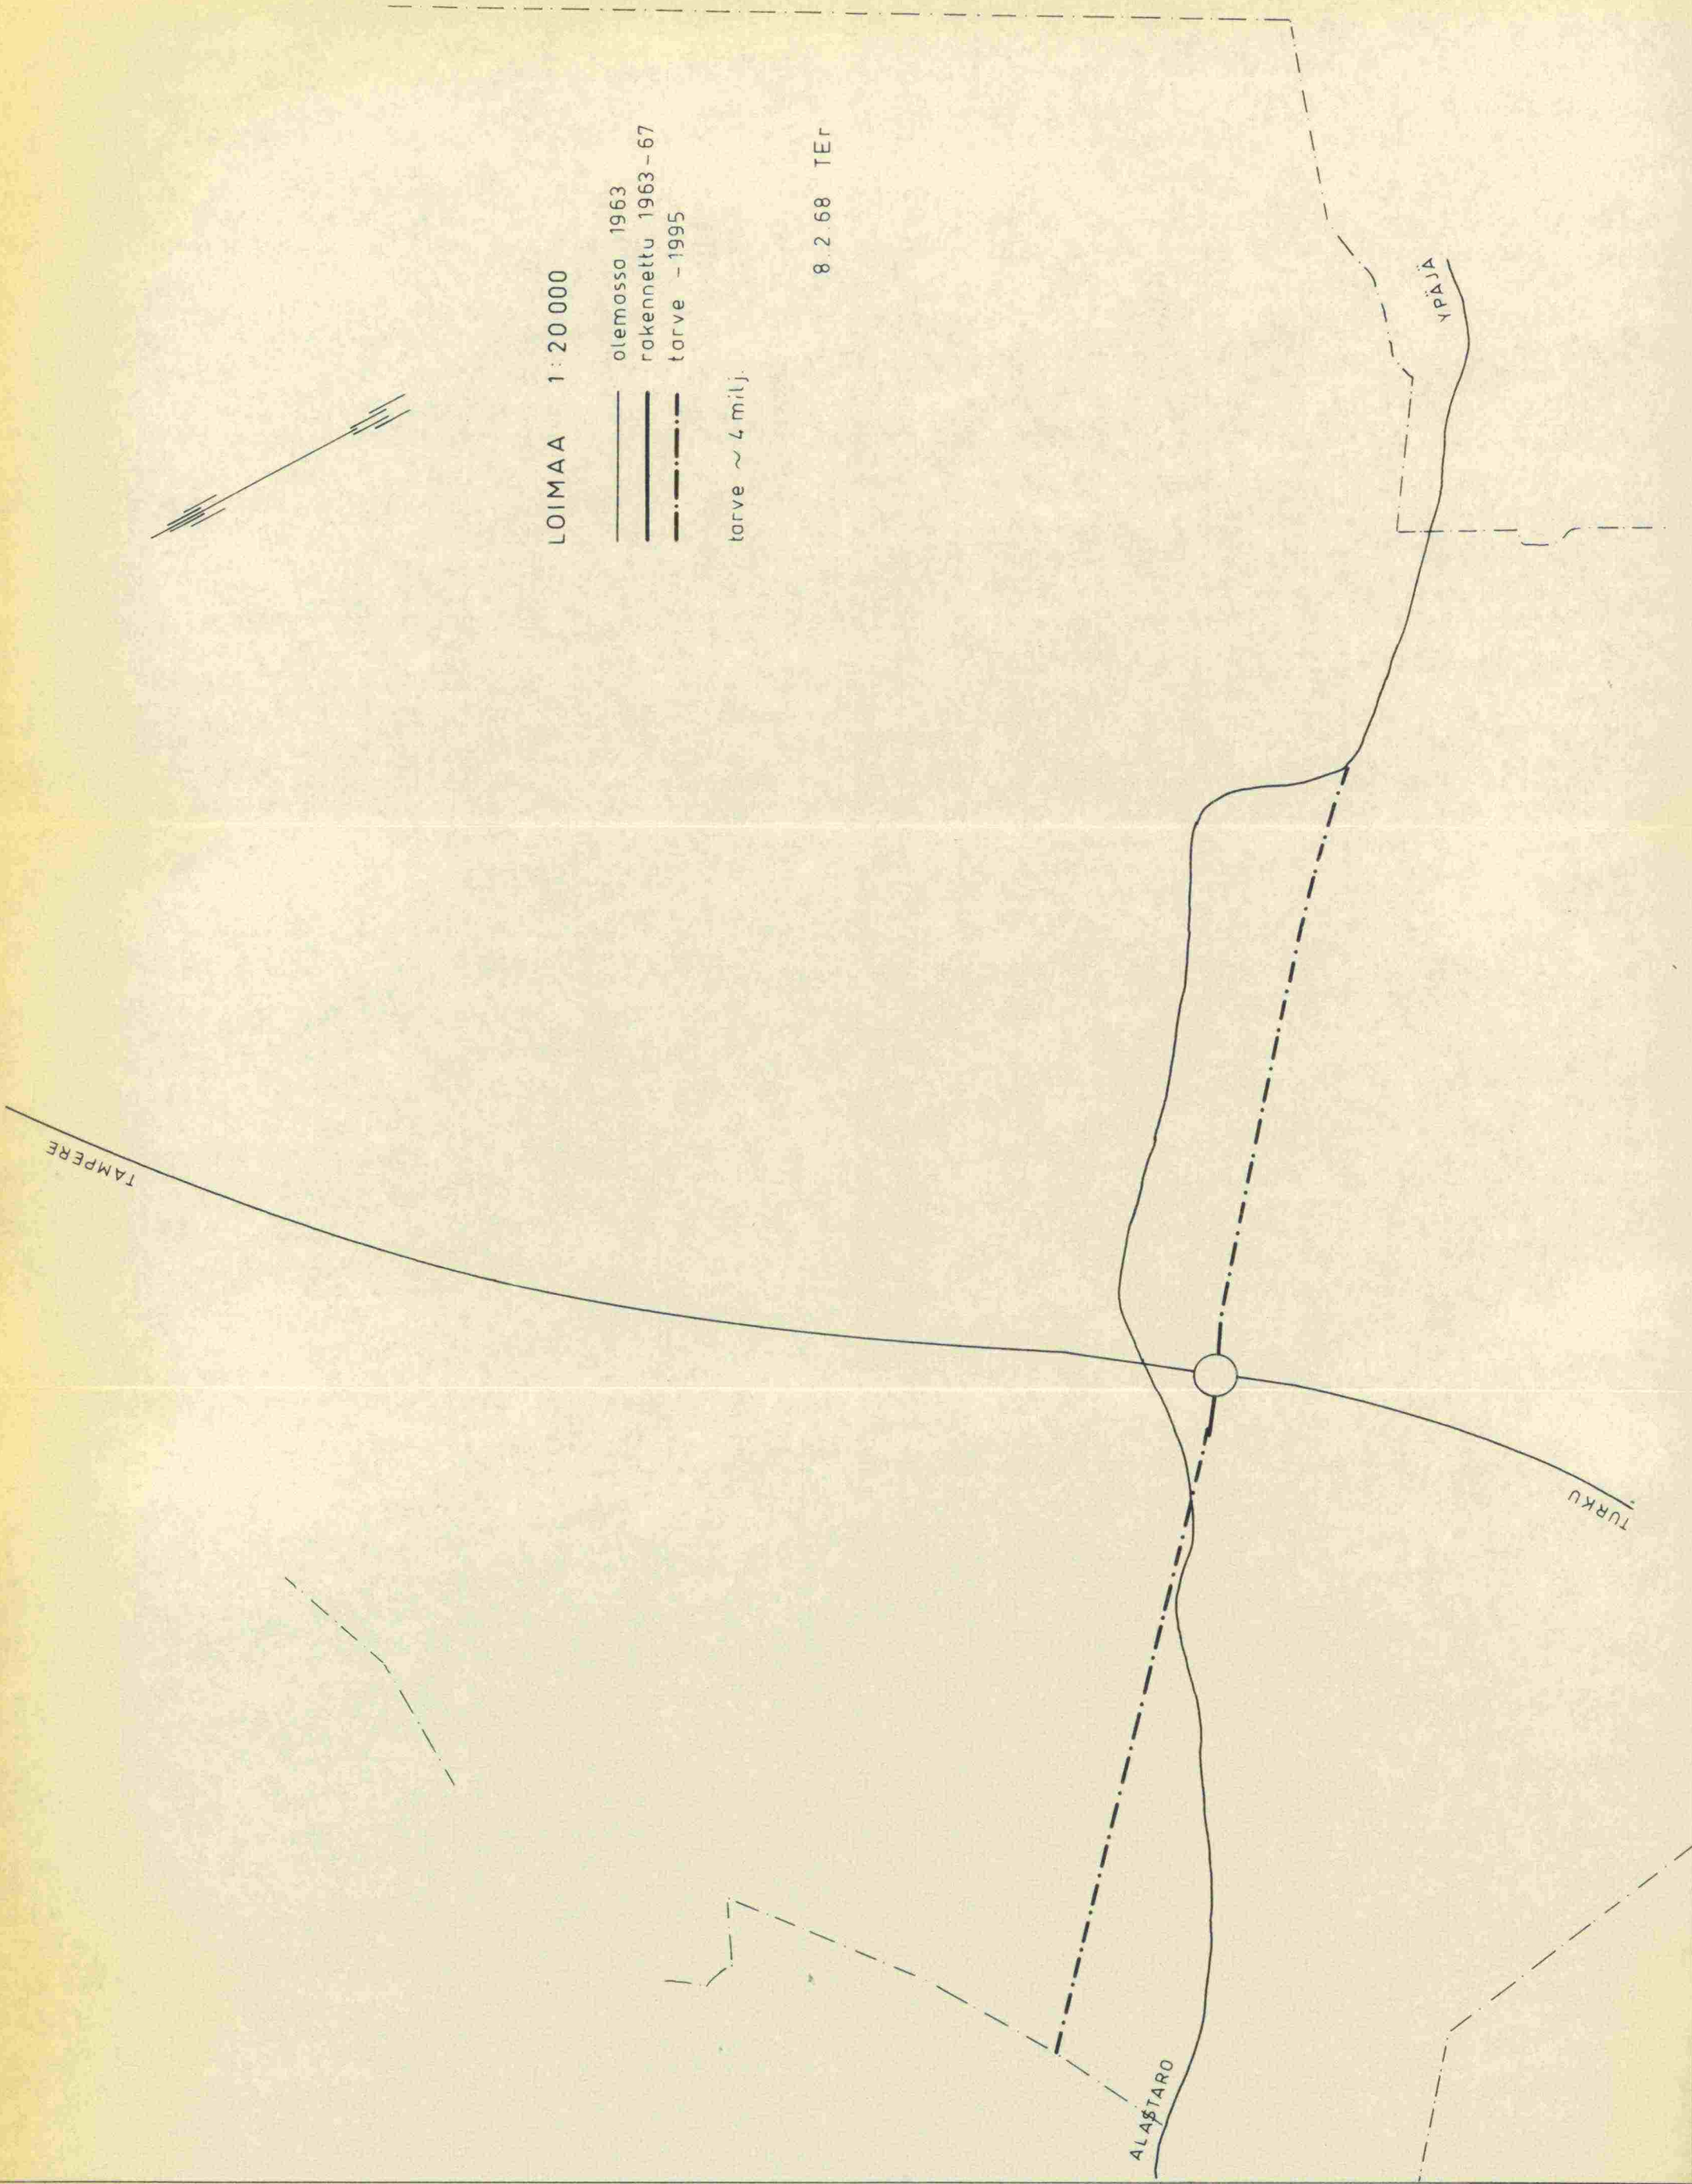 LOIMAA 1:20 000
olemassa 1963
rakennettu 1963-67
tarve -1995
tarve ~ 4 milj.
8.2.68 TEr
TAMPERE
YPÄJÄ
TURKU
ALASTARO